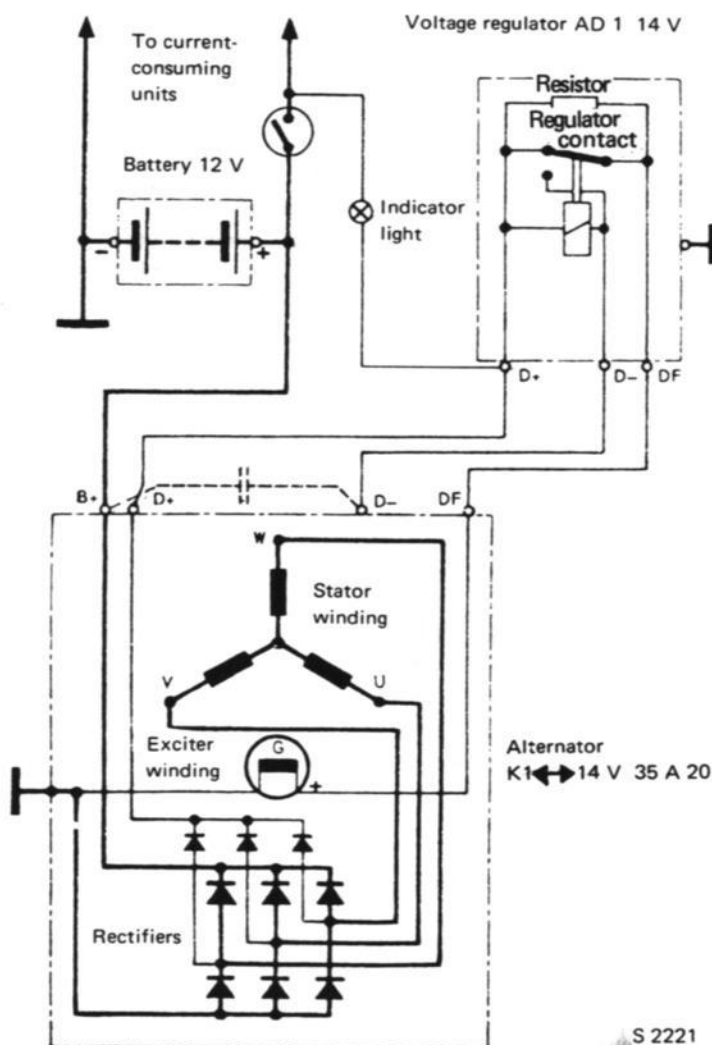 Voltage regulator AD 1 14 V
To current-
consuming
units
Resistor
Regulator
contact
Battery 12 V
Indicator
light
- +
D+ D- DF
B+ D+ D- DF
W
Stator
winding
V U
Exciter
winding
G
+
Alternator
K1 14 V 35 A 20
Rectifiers
S 2221